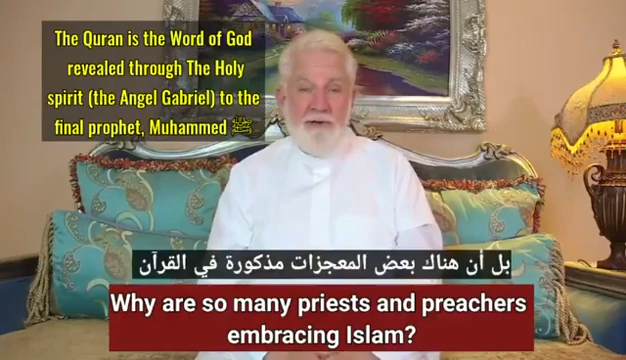 The Quran is the Word of God
revealed through The Holy
spirit (the Angel Gabriel) to the
final prophet, Muhammed ﷺ
بل أن هناك بعض المعجزات مذكورة في القرآن
Why are so many priests and preachers
embracing Islam?